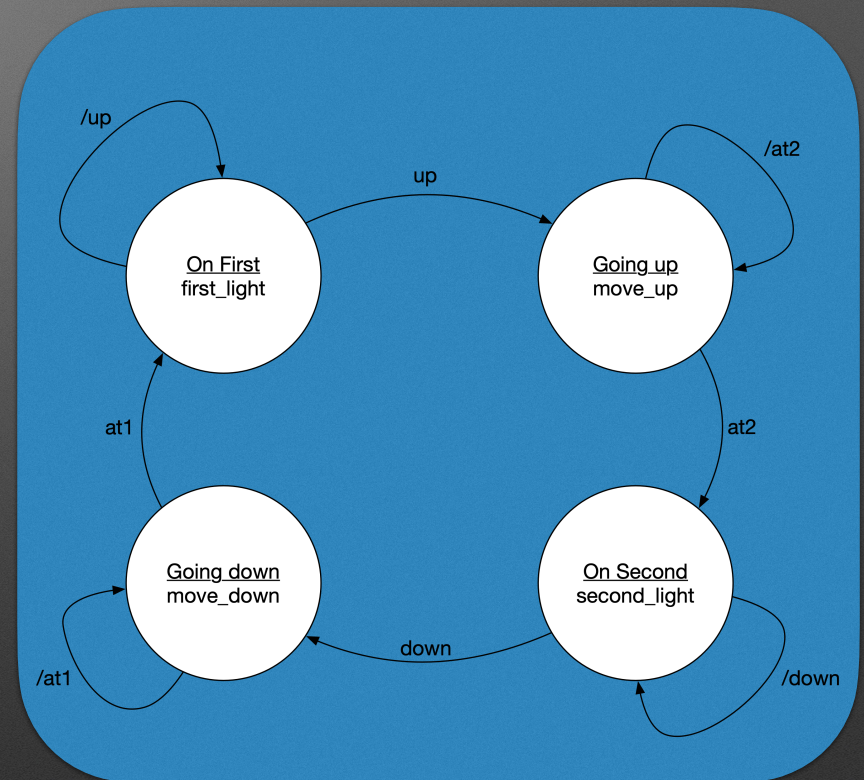 /up
up
/at2
On First
first_light
Going up
move_up
at1
at2
Going down
move_down
On Second
second_light
down
/at1
/down